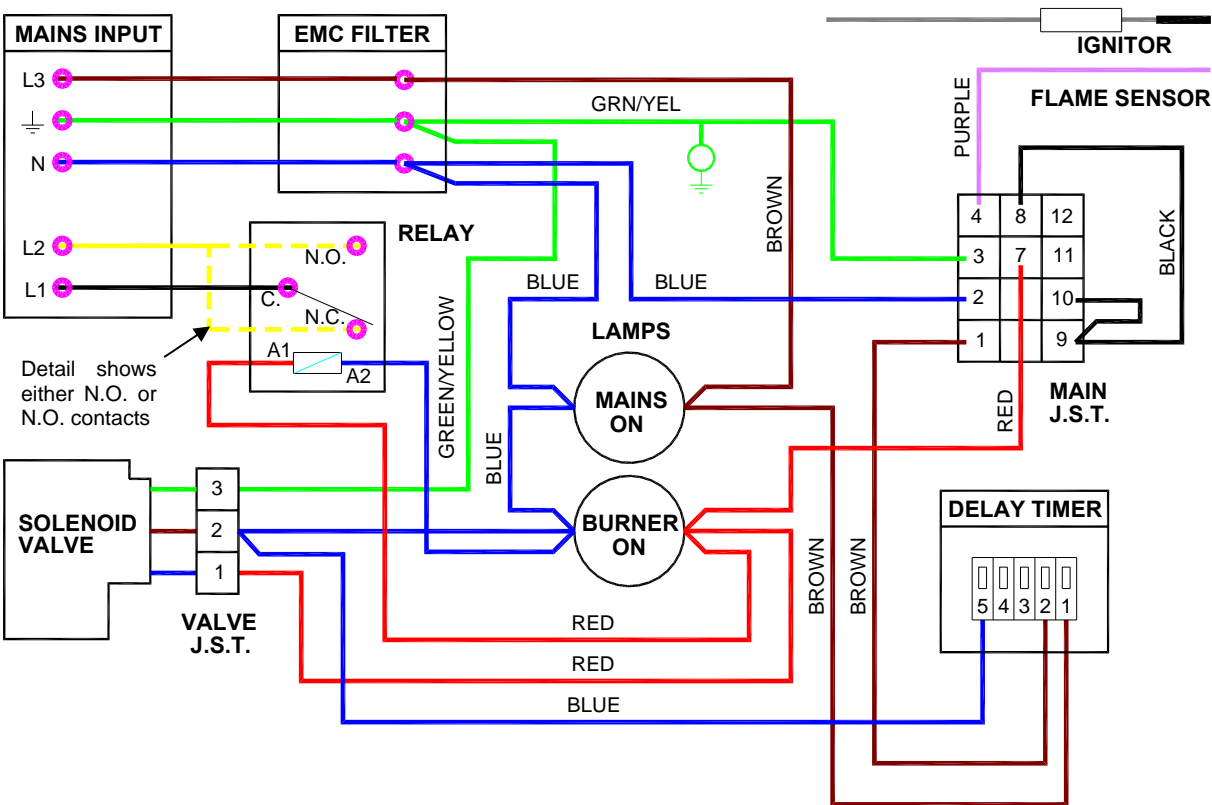 MAINS INPUT
EMC FILTER
IGNITOR
L3
GRN/YEL
FLAME SENSOR
PURPLE
N
BROWN
4 8 12
L2
N.O.
RELAY
3 7 11
BLACK
L1
C.
N.C.
BLUE
BLUE
2 10
LAMPS
1 9
A1
A2
Detail shows
either N.O. or
N.O. contacts
GREEN/YELLOW
MAINS
ON
MAIN
J.S.T.
RED
BLUE
3
SOLENOID
VALVE
2
BURNER
ON
DELAY TIMER
1
BROWN
BROWN
5 4 3 2 1
VALVE
J.S.T.
RED
RED
BLUE